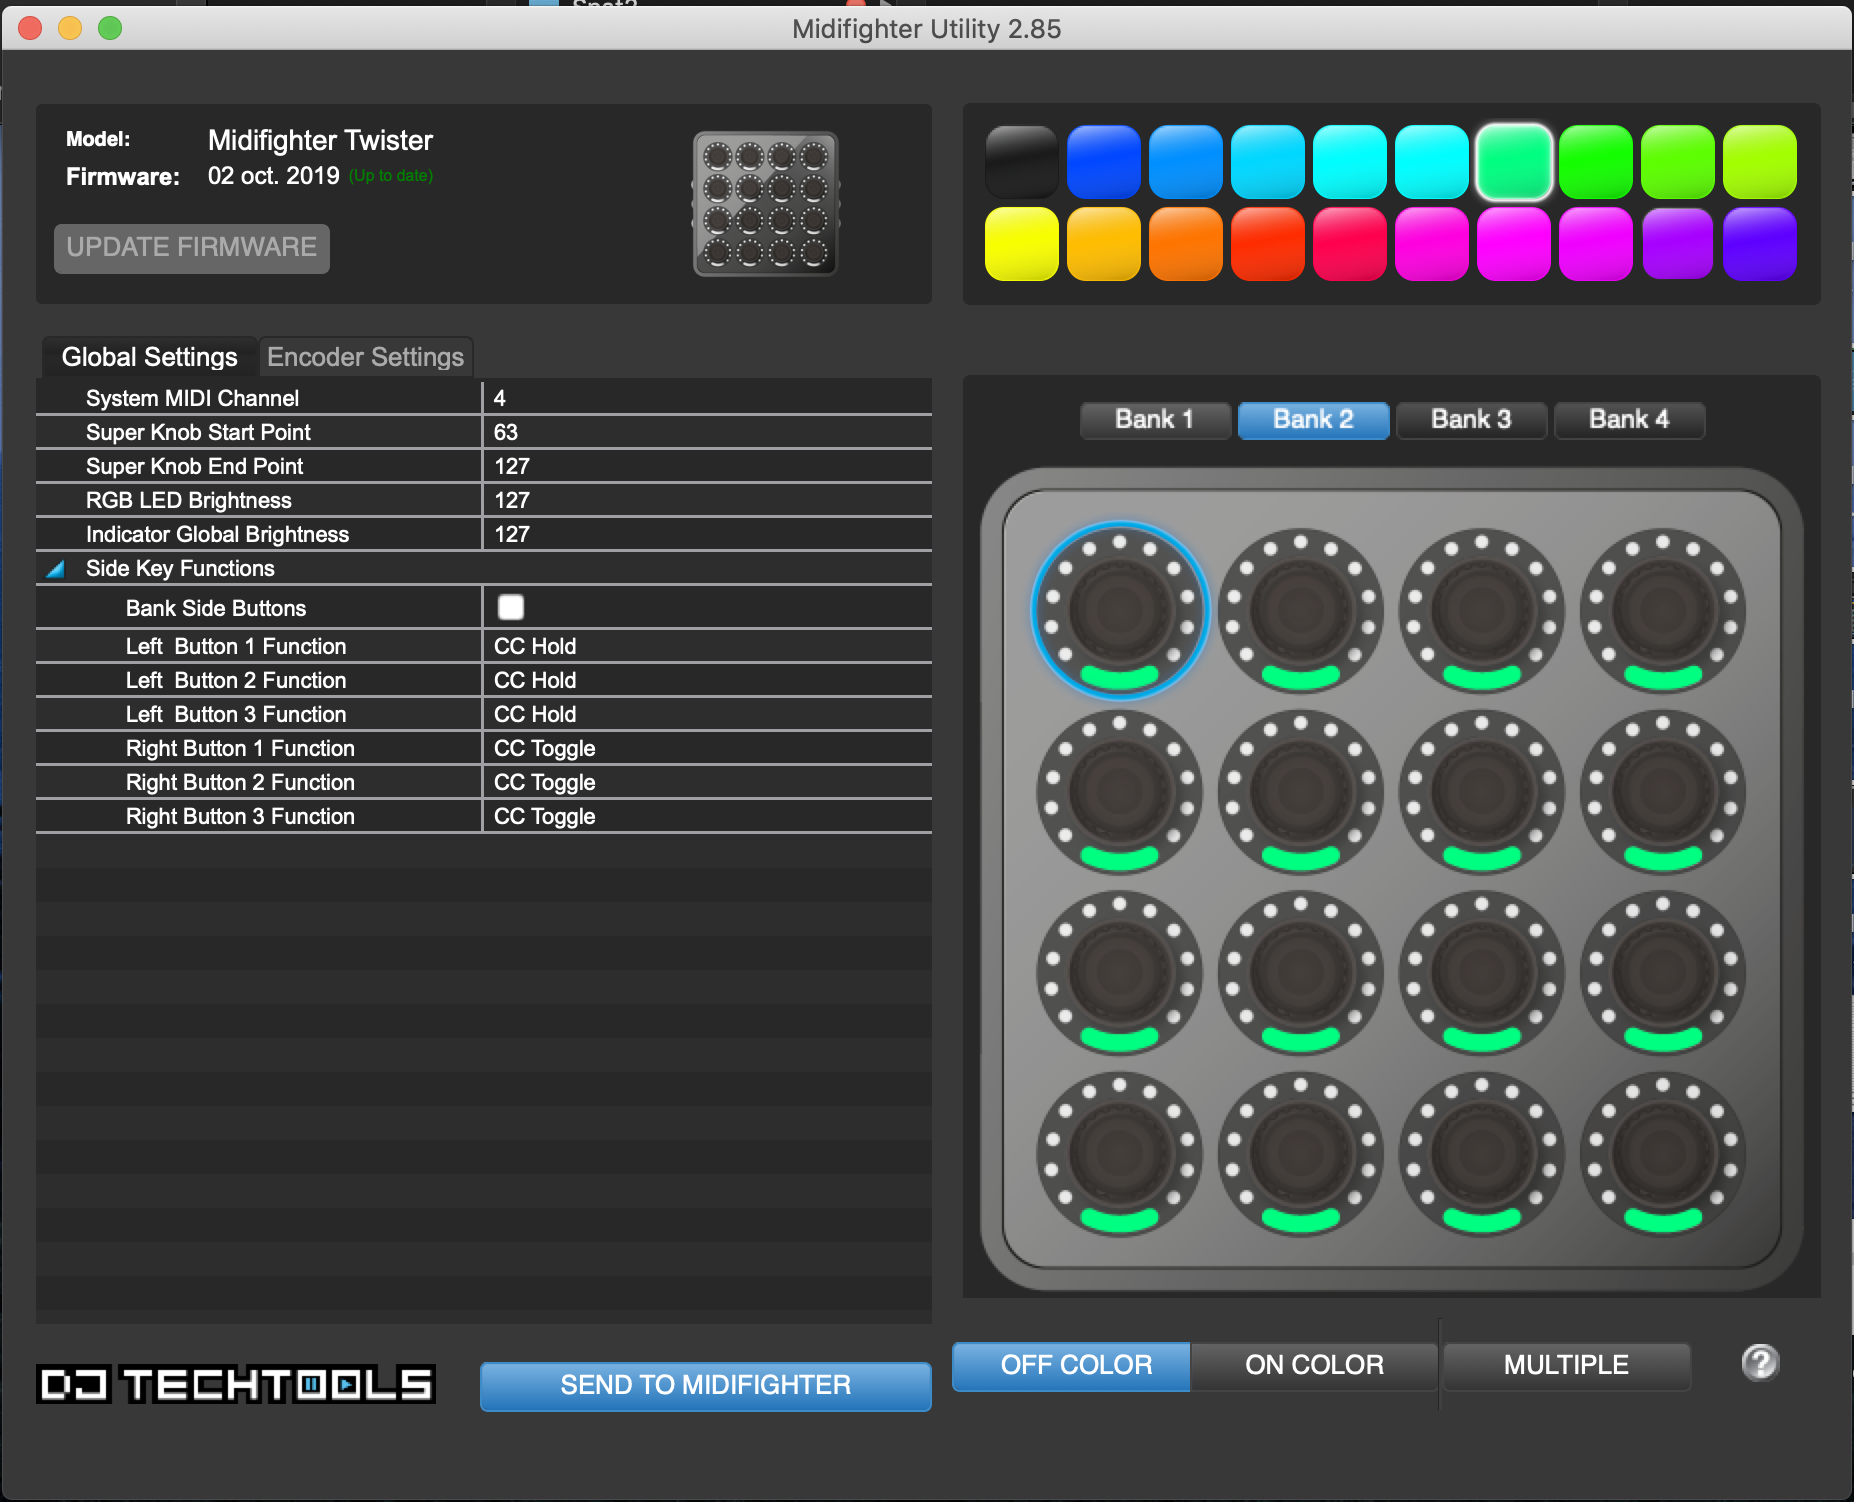 Midifighter Utility 2.85
Model: Midifighter Twister
Firmware: 02 oct. 2019 (Up to date)
UPDATE FIRMWARE
Global Settings Encoder Settings
System MIDI Channel 4
Super Knob Start Point 63
Super Knob End Point 127
RGB LED Brightness 127
Indicator Global Brightness 127
Side Key Functions
Bank Side Buttons
Left Button 1 Function CC Hold
Left Button 2 Function CC Hold
Left Button 3 Function CC Hold
Right Button 1 Function CC Toggle
Right Button 2 Function CC Toggle
Right Button 3 Function CC Toggle
Bank 1 Bank 2 Bank 3 Bank 4
DJ TECHTOOLS
SEND TO MIDIFIGHTER
OFF COLOR ON COLOR MULTIPLE ?